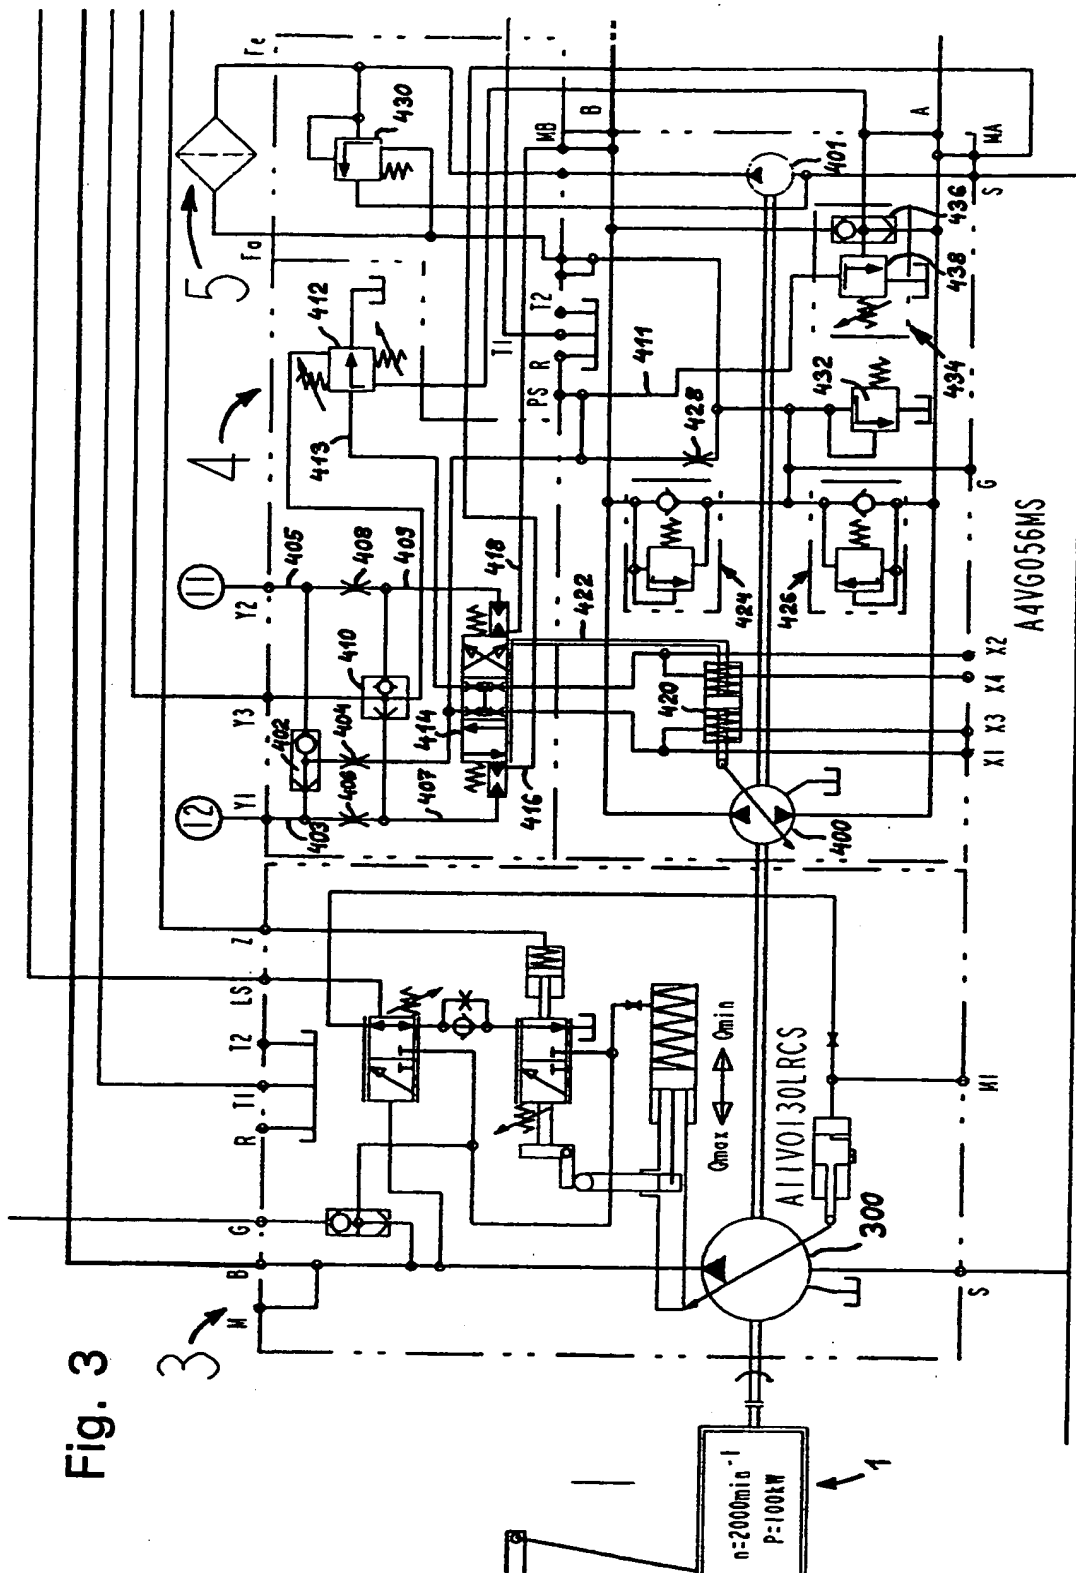 Fig. 3
3
4
5
Fe
Fa
430
412
413
11
405
408
409
12
403
406
404
402
410
407
414
416
418
422
Y1
Y3
Y2
M
B
G
R
T1
T2
LS
Z
PS
R
T1
T2
MB
B
411
428
401
A
MA
S
436
438
434
432
G
424
426
420
400
X1
X3
X4
X2
A4VG056MS
Qmax
Qmin
A11VO130LRCS
M1
300
S
n=2000min⁻¹
P=100kW
1